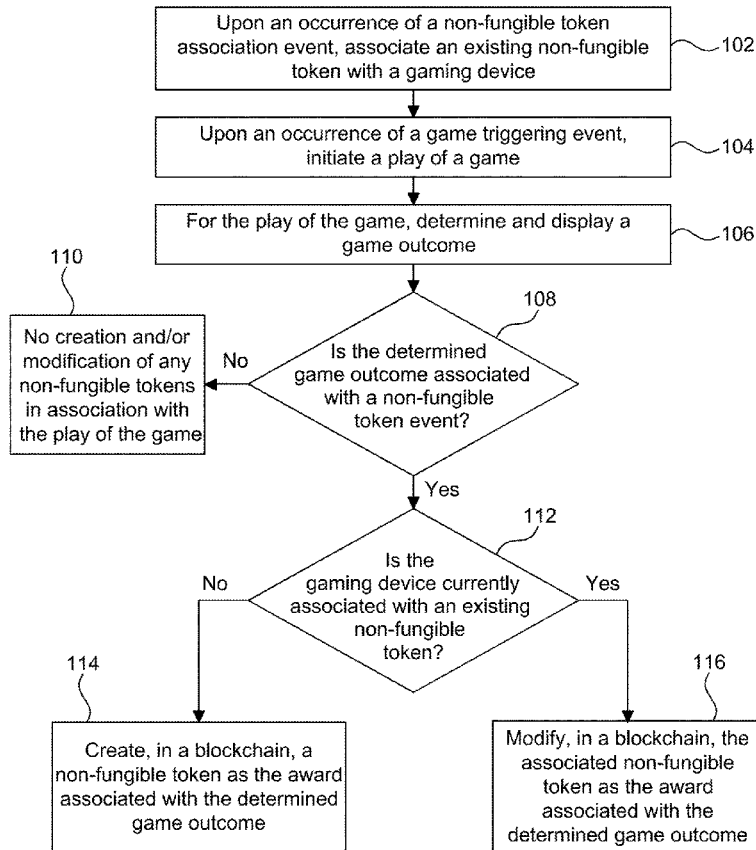 Upon an occurrence of a non-fungible token
association event, associate an existing non-fungible
token with a gaming device
102
Upon an occurrence of a game triggering event,
initiate a play of a game
104
For the play of the game, determine and display a
game outcome
106
110
108
No creation and/or
modification of any
non-fungible tokens
in association with
the play of the game
No
Is the determined
game outcome associated
with a non-fungible
token event?
Yes
112
No
Is the
gaming device currently
associated with an existing
non-fungible
token?
Yes
114
116
Create, in a blockchain, a
non-fungible token as the award
associated with the determined
game outcome
Modify, in a blockchain, the
associated non-fungible
token as the award
associated with the
determined game outcome